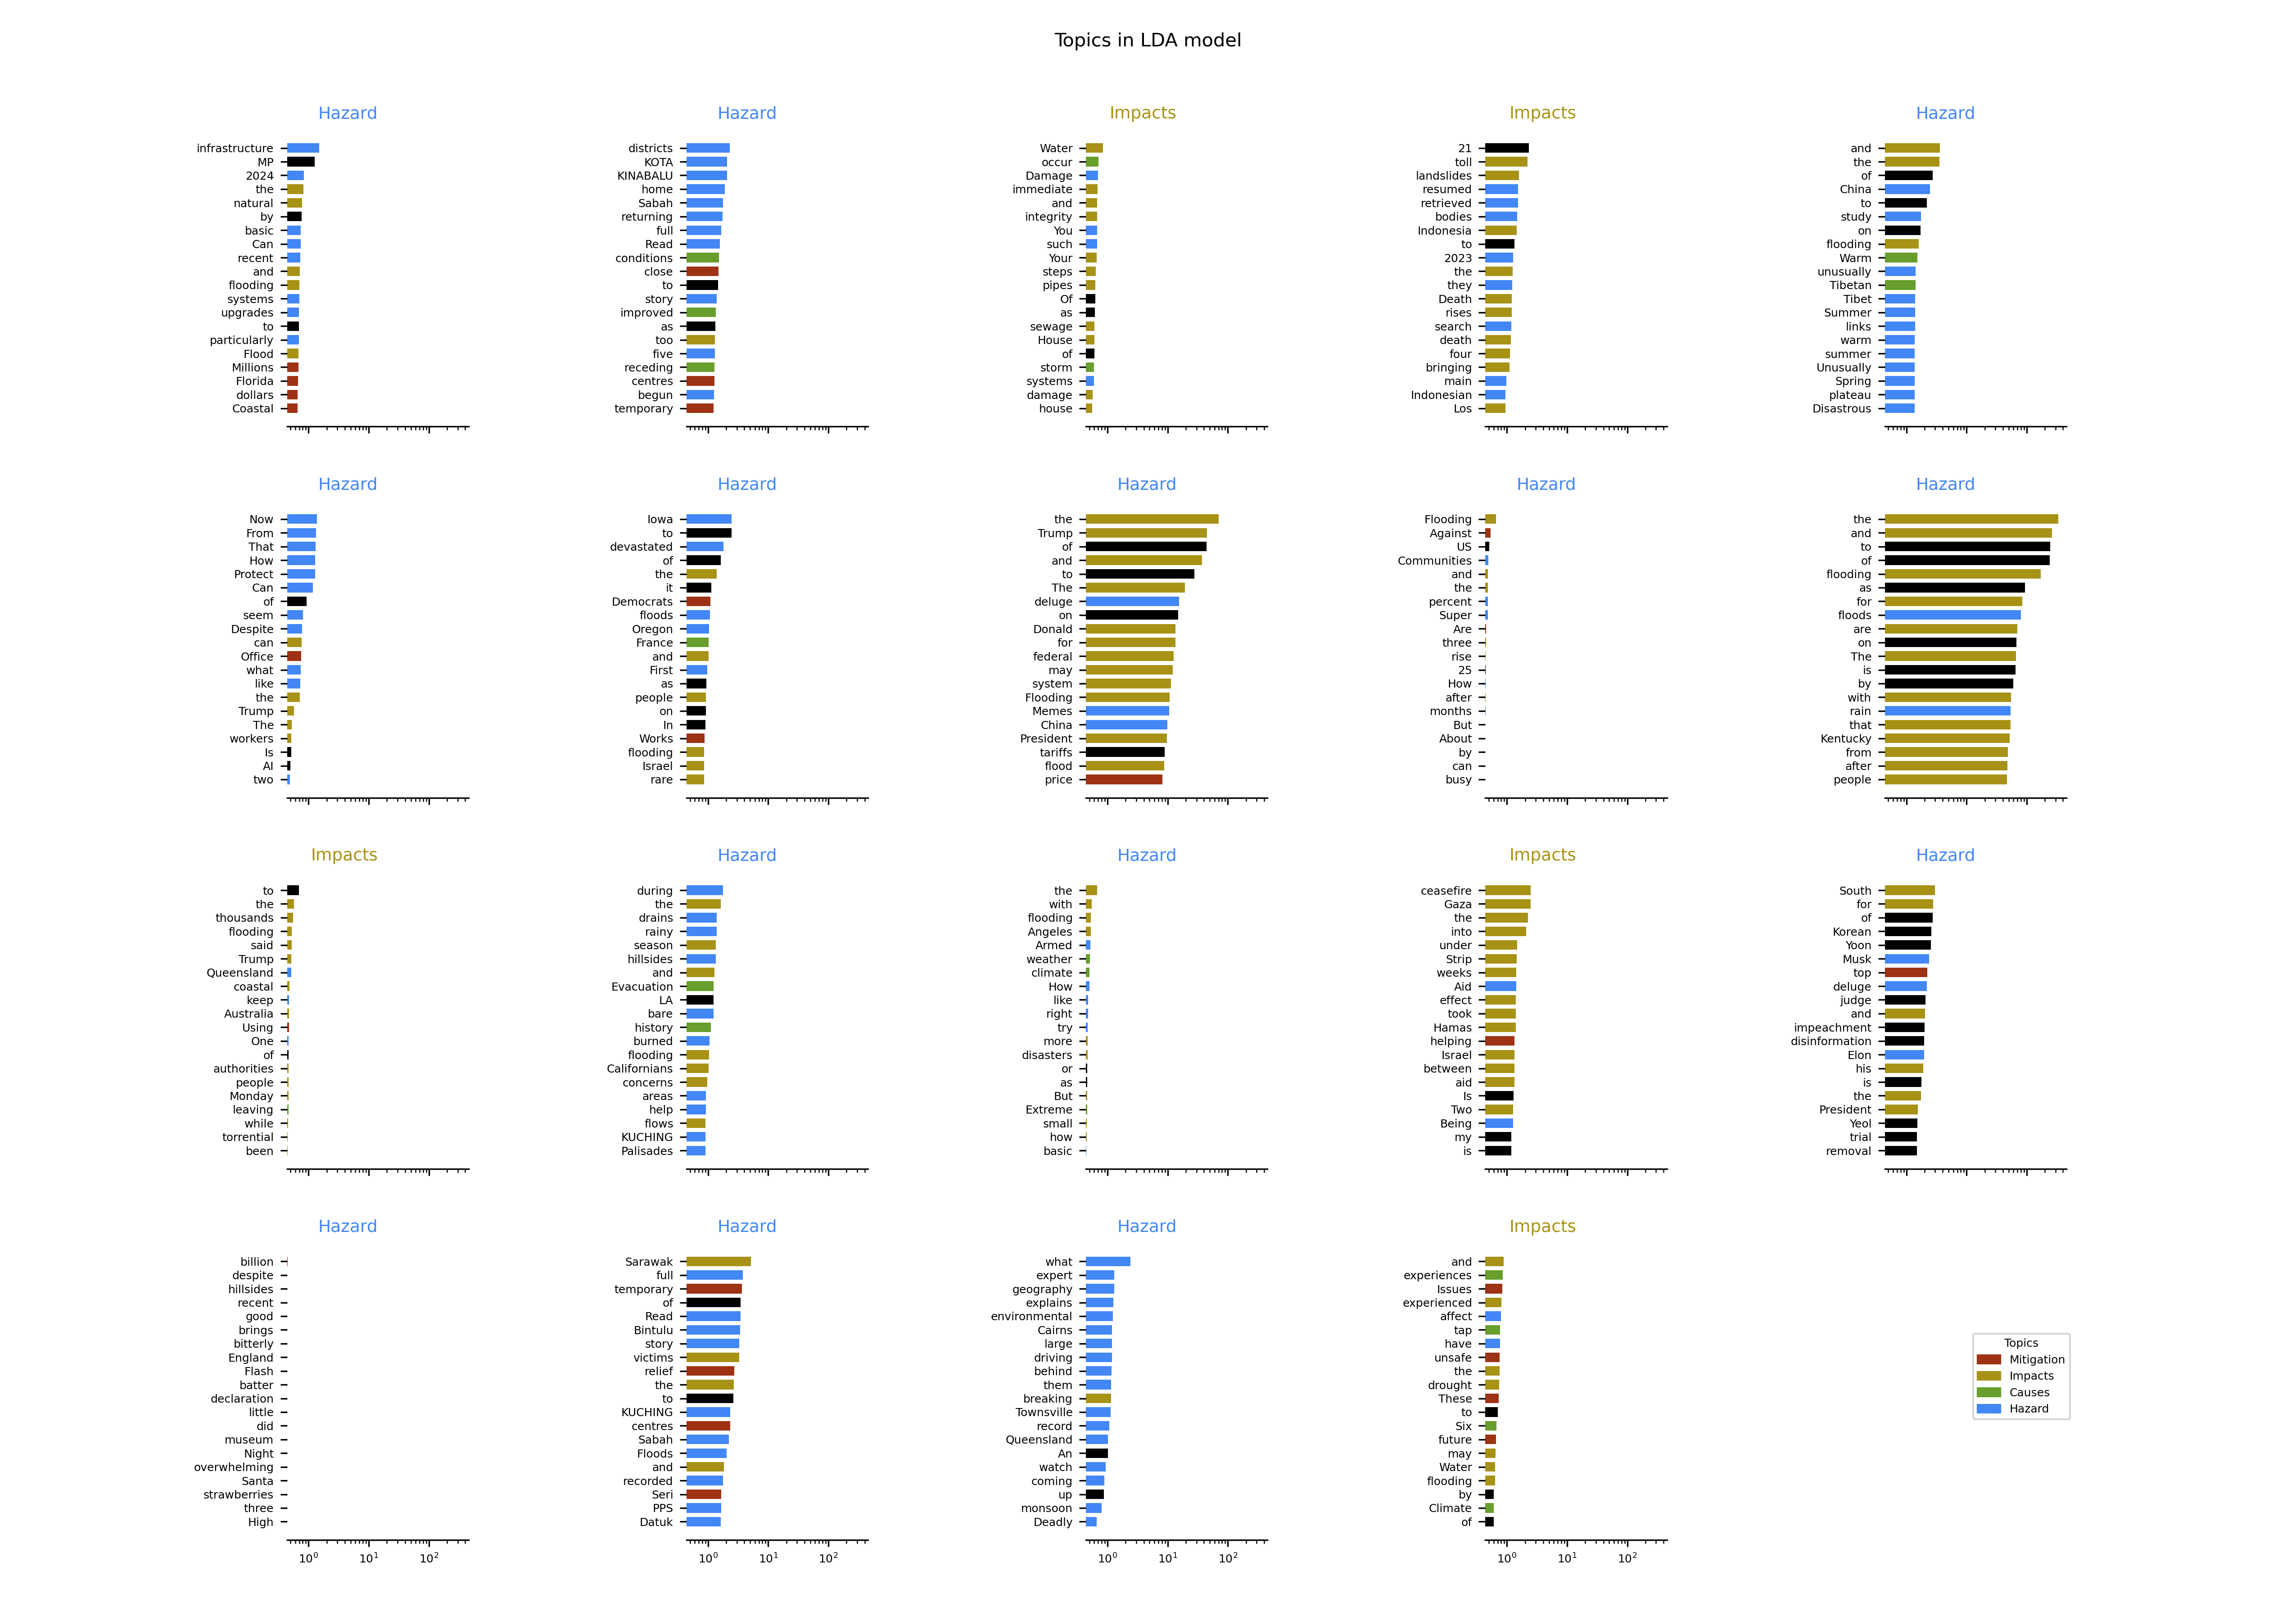 Topics in LDA model
Hazard
infrastructure
MP
2024
the
natural
by
basic
Can
recent
and
flooding
systems
upgrades
to
particularly
Flood
Millions
Florida
dollars
Coastal
Hazard
districts
KOTA
KINABALU
home
Sabah
returning
full
Read
conditions
close
to
story
improved
as
too
five
receding
centres
begun
temporary
Impacts
Water
occur
Damage
immediate
and
integrity
You
such
Your
steps
pipes
Of
as
sewage
House
of
storm
systems
damage
house
Impacts
21
toll
landslides
resumed
retrieved
bodies
Indonesia
to
2023
the
they
Death
rises
search
death
four
bringing
main
Indonesian
Los
Hazard
and
the
of
China
to
study
on
flooding
Warm
unusually
Tibetan
Tibet
Summer
links
warm
summer
Unusually
Spring
plateau
Disastrous
Hazard
Now
From
That
How
Protect
Can
of
seem
Despite
can
Office
what
like
the
Trump
The
workers
Is
AI
two
Hazard
Iowa
to
devastated
of
the
it
Democrats
floods
Oregon
France
and
First
as
people
on
In
Works
flooding
Israel
rare
Hazard
the
Trump
of
and
to
The
deluge
on
Donald
for
federal
may
system
Flooding
Memes
China
President
tariffs
flood
price
Hazard
Flooding
Against
US
Communities
and
the
percent
Super
Are
three
rise
25
How
after
months
But
About
by
can
busy
Hazard
the
and
to
of
flooding
as
for
floods
are
on
The
is
by
with
rain
that
Kentucky
from
after
people
Impacts
to
the
thousands
flooding
said
Trump
Queensland
coastal
keep
Australia
Using
One
of
authorities
people
Monday
leaving
while
torrential
been
Hazard
during
the
drains
rainy
season
hillsides
and
Evacuation
LA
bare
history
burned
flooding
Californians
concerns
areas
help
flows
KUCHING
Palisades
Hazard
the
with
flooding
Angeles
Armed
weather
climate
How
like
right
try
more
disasters
or
as
But
Extreme
small
how
basic
Impacts
ceasefire
Gaza
the
into
under
Strip
weeks
Aid
effect
took
Hamas
helping
Israel
between
aid
Is
Two
Being
my
is
Hazard
South
for
of
Korean
Yoon
Musk
top
deluge
judge
and
impeachment
disinformation
Elon
his
is
the
President
Yeol
trial
removal
Hazard
billion
despite
hillsides
recent
good
brings
bitterly
England
Flash
batter
declaration
little
did
museum
Night
overwhelming
Santa
strawberries
three
High
10⁰ 10¹ 10²
Hazard
Sarawak
full
temporary
of
Read
Bintulu
story
victims
relief
the
to
KUCHING
centres
Sabah
Floods
and
recorded
Seri
PPS
Datuk
10⁰ 10¹ 10²
Hazard
what
expert
geography
explains
environmental
Cairns
large
driving
behind
them
breaking
Townsville
record
Queensland
An
watch
coming
up
monsoon
Deadly
10⁰ 10¹ 10²
Impacts
and
experiences
Issues
experienced
affect
tap
have
unsafe
the
drought
These
to
Six
future
may
Water
flooding
by
Climate
of
10⁰ 10¹ 10²
Topics
Mitigation
Impacts
Causes
Hazard